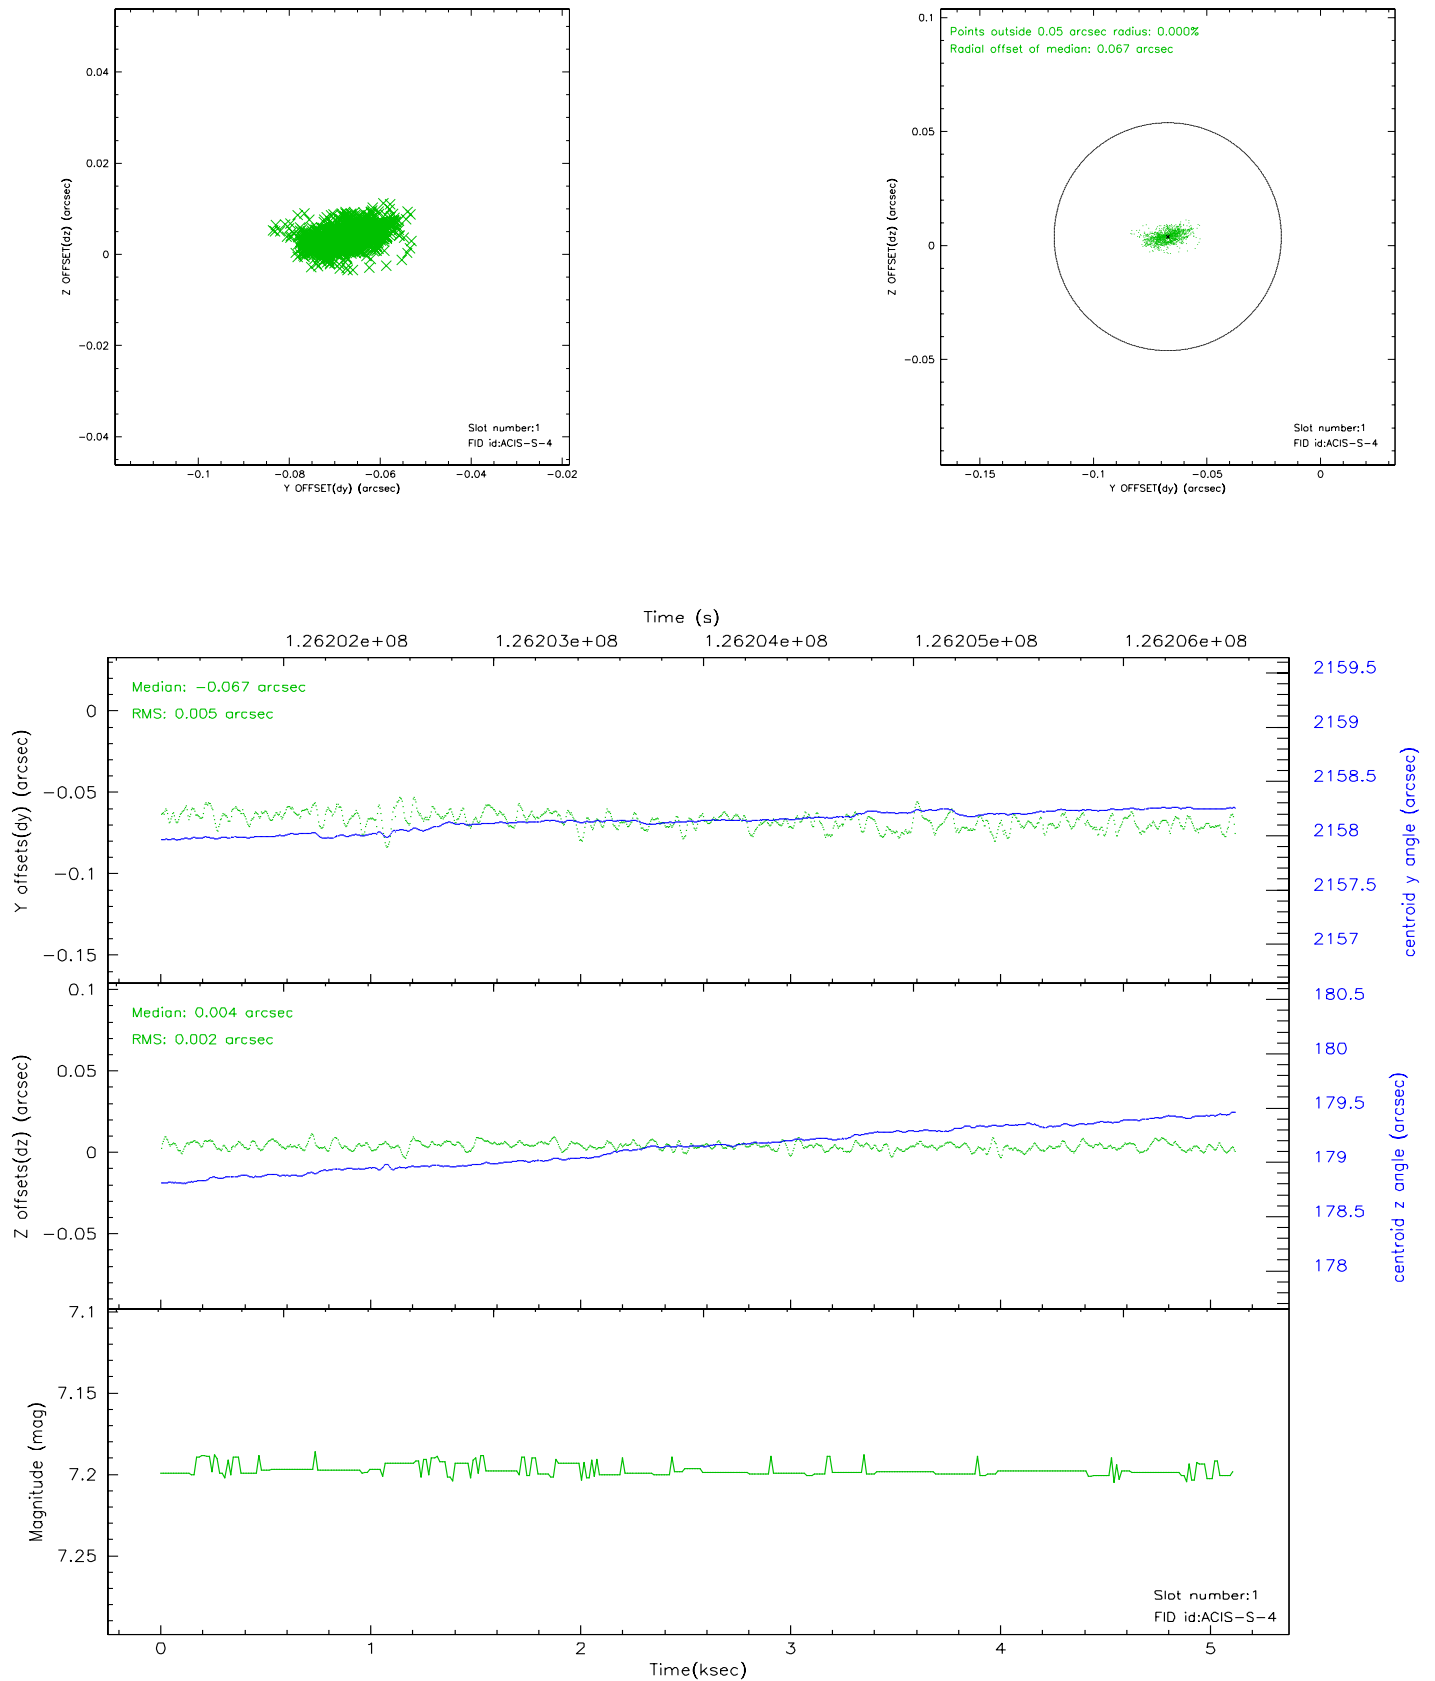 0.04
0.02
0
−0.02
−0.04
Z OFFSET(dz) (arcsec)
Slot number:1
FID id:ACIS−S−4
−0.1
−0.08
−0.06
−0.04
−0.02
Y OFFSET(dy) (arcsec)
0.1
0.05
0
−0.05
Z OFFSET(dz) (arcsec)
Points outside 0.05 arcsec radius: 0.000%
Radial offset of median: 0.067 arcsec
Slot number:1
FID id:ACIS−S−4
−0.15
−0.1
−0.05
0
Y OFFSET(dy) (arcsec)
Time (s)
1.26202e+08
1.26203e+08
1.26204e+08
1.26205e+08
1.26206e+08
Median: −0.067 arcsec
RMS: 0.005 arcsec
0
−0.05
−0.1
−0.15
Y offsets(dy) (arcsec)
2159.5
2159
2158.5
2158
2157.5
2157
centroid y angle (arcsec)
Median: 0.004 arcsec
RMS: 0.002 arcsec
0.1
0.05
0
−0.05
Z offsets(dz) (arcsec)
180.5
180
179.5
179
178.5
178
centroid z angle (arcsec)
7.1
7.15
7.2
7.25
Magnitude (mag)
Slot number:1
FID id:ACIS−S−4
0
1
2
3
4
5
Time(ksec)